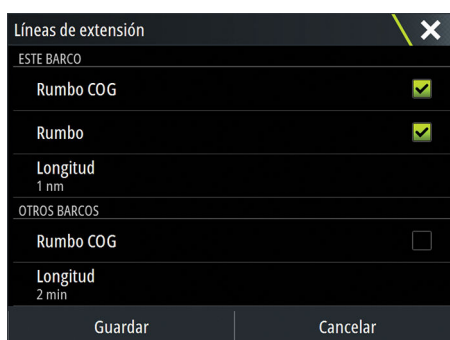 Líneas de extensión
ESTE BARCO
Rumbo COG
Rumbo
Longitud
1 nm
OTROS BARCOS
Rumbo COG
Longitud
2 min
Guardar
Cancelar